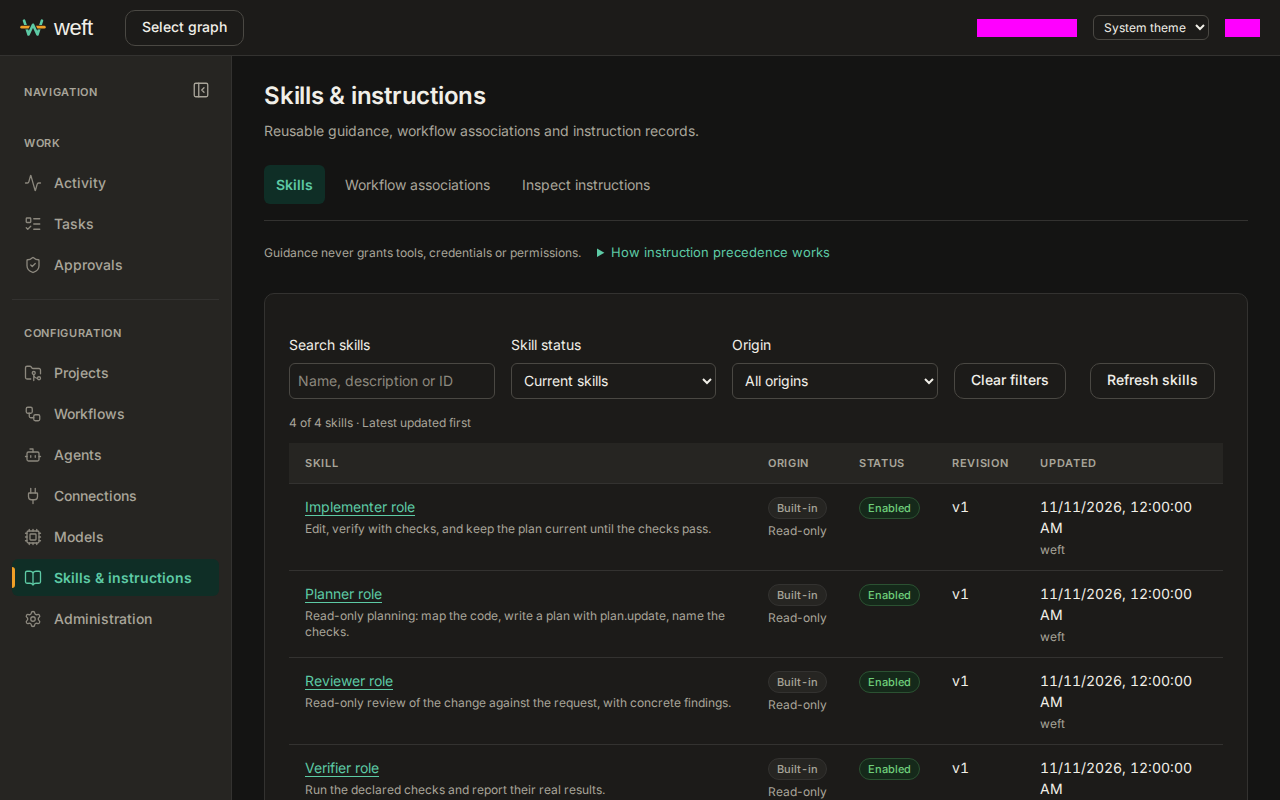 weft
Select graph
System theme
NAVIGATION
WORK
Activity
Tasks
Approvals
CONFIGURATION
Projects
Workflows
Agents
Connections
Models
Skills & instructions
Administration
Skills & instructions
Reusable guidance, workflow associations and instruction records.
Skills
Workflow associations
Inspect instructions
Guidance never grants tools, credentials or permissions.
How instruction precedence works
Search skills
Skill status
Origin
Name, description or ID
Current skills
All origins
Clear filters
Refresh skills
4 of 4 skills · Latest updated first
SKILL ORIGIN STATUS REVISION UPDATED
Implementer role
Edit, verify with checks, and keep the plan current until the checks pass.
Built-in
Read-only
Enabled
v1
11/11/2026, 12:00:00
AM
weft
Planner role
Read-only planning: map the code, write a plan with plan.update, name the
checks.
Built-in
Read-only
Enabled
v1
11/11/2026, 12:00:00
AM
weft
Reviewer role
Read-only review of the change against the request, with concrete findings.
Built-in
Read-only
Enabled
v1
11/11/2026, 12:00:00
AM
weft
Verifier role
Run the declared checks and report their real results.
Built-in
Read-only
Enabled
v1
11/11/2026, 12:00:00
AM